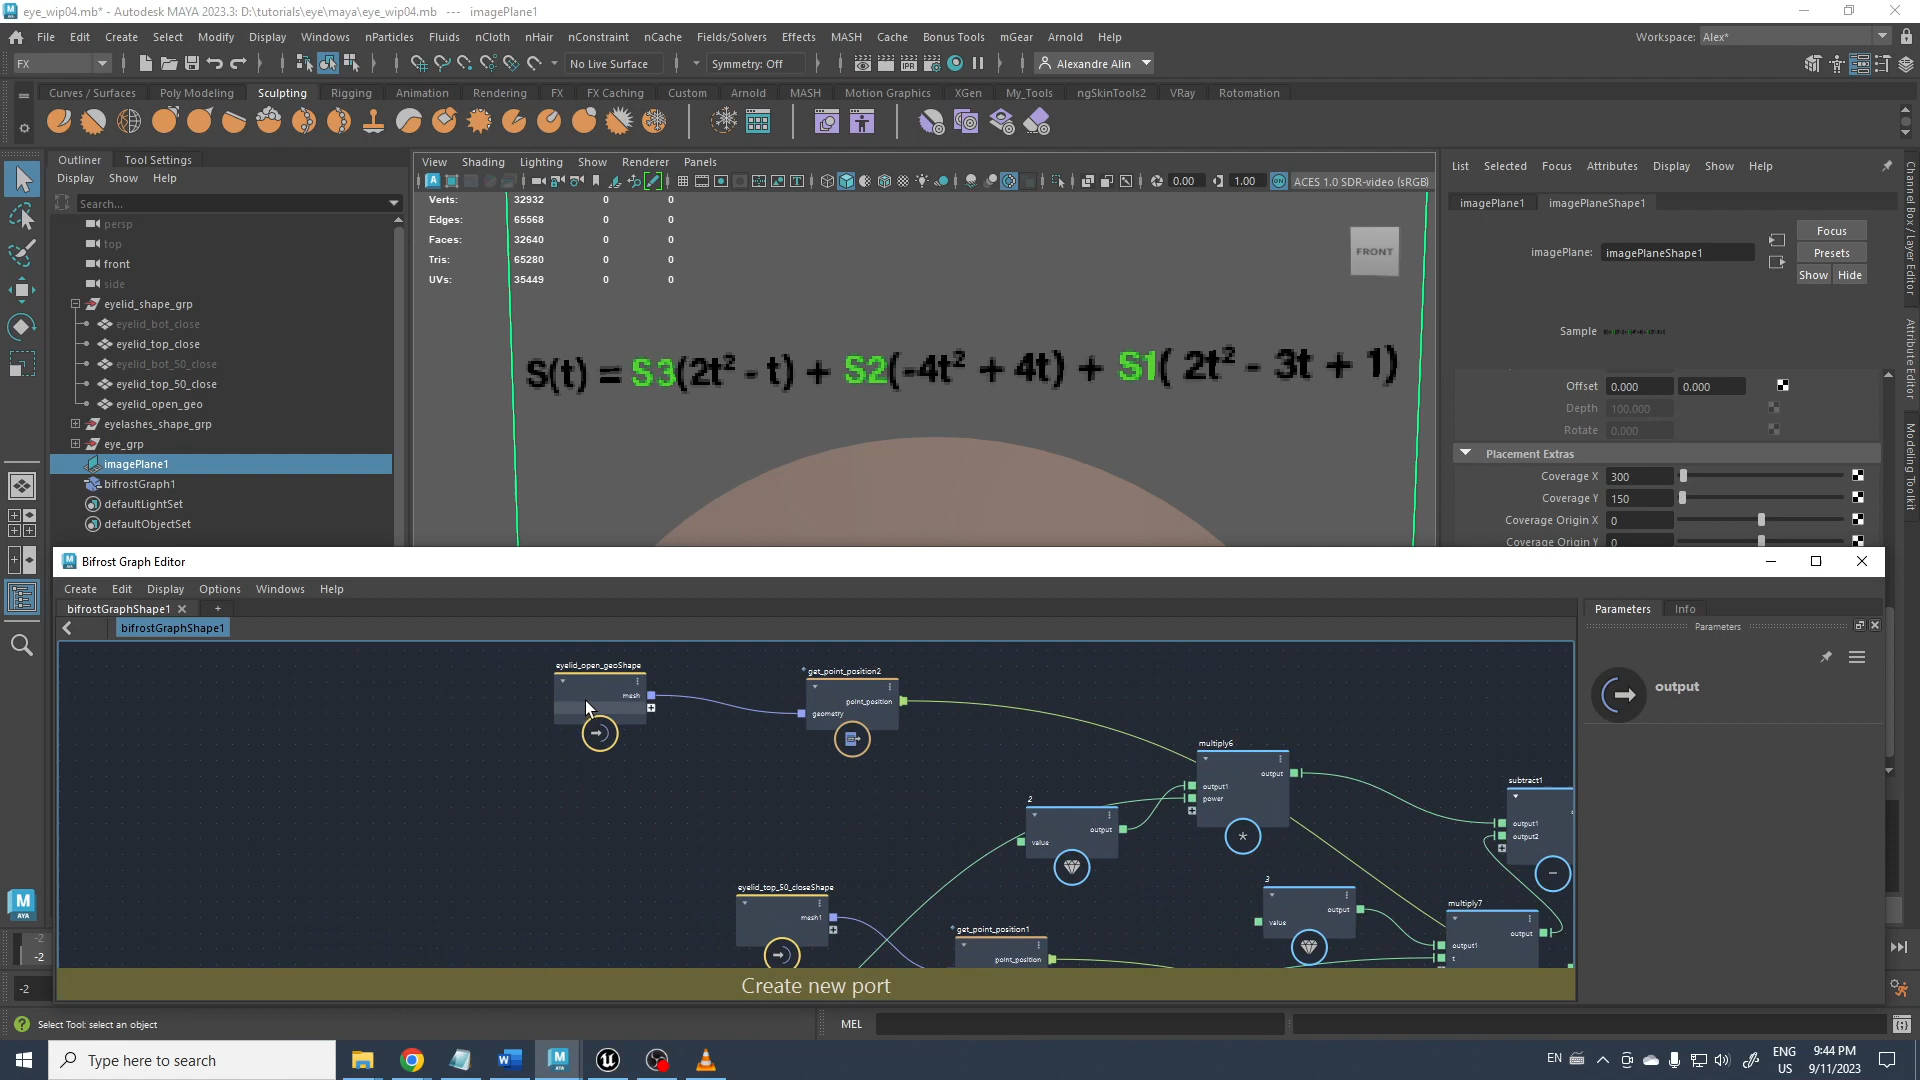 eye_wip04.mb* - Autodesk MAYA 2023.3: D:\tutorials\eye\maya\eye_wip04.mb --- imagePlane1
File Edit Create Select Modify Display Windows nParticles Fluids nCloth nHair nConstraint nCache Fields/Solvers Effects MASH Cache Bonus Tools mGear Arnold Help
Workspace: Alex*
FX No Live Surface Symmetry: Off Alexandre Alin
Curves / Surfaces Poly Modeling Sculpting Rigging Animation Rendering FX FX Caching Custom Arnold MASH Motion Graphics XGen My_Tools ngSkinTools2 VRay Rotomation
Outliner Tool Settings
Display Show Help
Search...
persp
top
front
side
eyelid_shape_grp
eyelid_bot_close
eyelid_top_close
eyelid_bot_50_close
eyelid_top_50_close
eyelid_open_geo
eyelashes_shape_grp
eye_grp
imagePlane1
bifrostGraph1
defaultLightSet
defaultObjectSet
View Shading Lighting Show Renderer Panels
0.00 1.00 ACES 1.0 SDR-video (sRGB)
Verts: 32932 0 0
Edges: 65568 0 0
Faces: 32640 0 0
Tris: 65280 0 0
UVs: 35449 0 0
FRONT
S(t) = S3(2t² - t) + S2(-4t² + 4t) + S1( 2t² - 3t + 1)
List Selected Focus Attributes Display Show Help
imagePlane1 imagePlaneShape1
imagePlane: imagePlaneShape1
Focus
Presets
Show Hide
Sample
Offset 0.000 0.000
Depth 100.000
Rotate 0.000
Placement Extras
Coverage X 300
Coverage Y 150
Coverage Origin X 0
Coverage Origin Y 0
Channel Box / Layer Editor
Attribute Editor
Modeling Toolkit
Bifrost Graph Editor
Create Edit Display Options Windows Help
bifrostGraphShape1 +
bifrostGraphShape1
eyelid_open_geoShape
mesh
get_point_position2
point_position
geometry
multiply6
output
output1
power
2
output
value
subtract1
output1
output2
3
output
value
multiply7
output
output1
t
eyelid_top_50_closeShape
mesh1
get_point_position1
point_position
Create new port
Parameters Info
Parameters
output
-2
-2
-2
Select Tool: select an object
MEL
Type here to search
EN
ENG
US
9:44 PM
9/11/2023